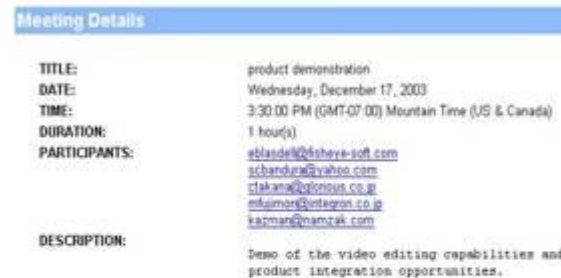 Meeting Details
TITLE: product demonstration
DATE: Wednesday, December 17, 2003
TIME: 3:30:00 PM (GMT-07:00) Mountain Time (US & Canada)
DURATION: 1 hour(s)
PARTICIPANTS: eblasdell@fisheye-soft.com
scbandura@yahoo.com
ctakana@glorious.co.jp
mfujimori@integron.co.jp
kazman@namzak.com
DESCRIPTION:
Demo of the video editing capabilities and
product integration opportunities.